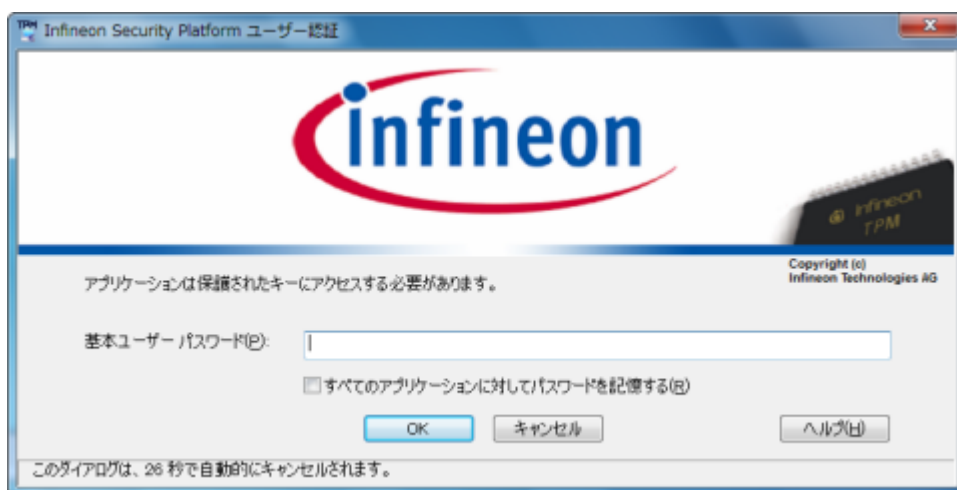 Infineon Security Platform ユーザー認証
infineon
Infineon
TPM
Copyright (c)
Infineon Technologies AG
アプリケーションは保護されたキーにアクセスする必要があります。
基本ユーザー パスワード(P):
すべてのアプリケーションに対してパスワードを記憶する(R)
OK
キャンセル
ヘルプ(H)
このダイアログは、26 秒で自動的にキャンセルされます。